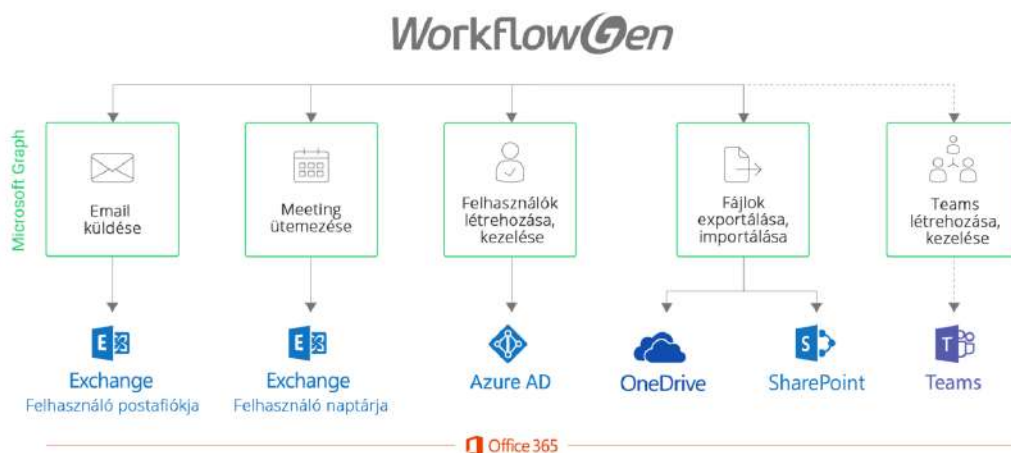 WorkflowGen
Microsoft Graph
Email
küldése
Meeting
ütemezése
Felhasználók
létrehozása,
kezelése
Fájlok
exportálása,
importálása
Teams
létrehozása,
kezelése
E
Exchange
Felhasználó postafiókja
E
Exchange
Felhasználó naptárja
Azure AD
OneDrive
S
SharePoint
T
Teams
Office 365